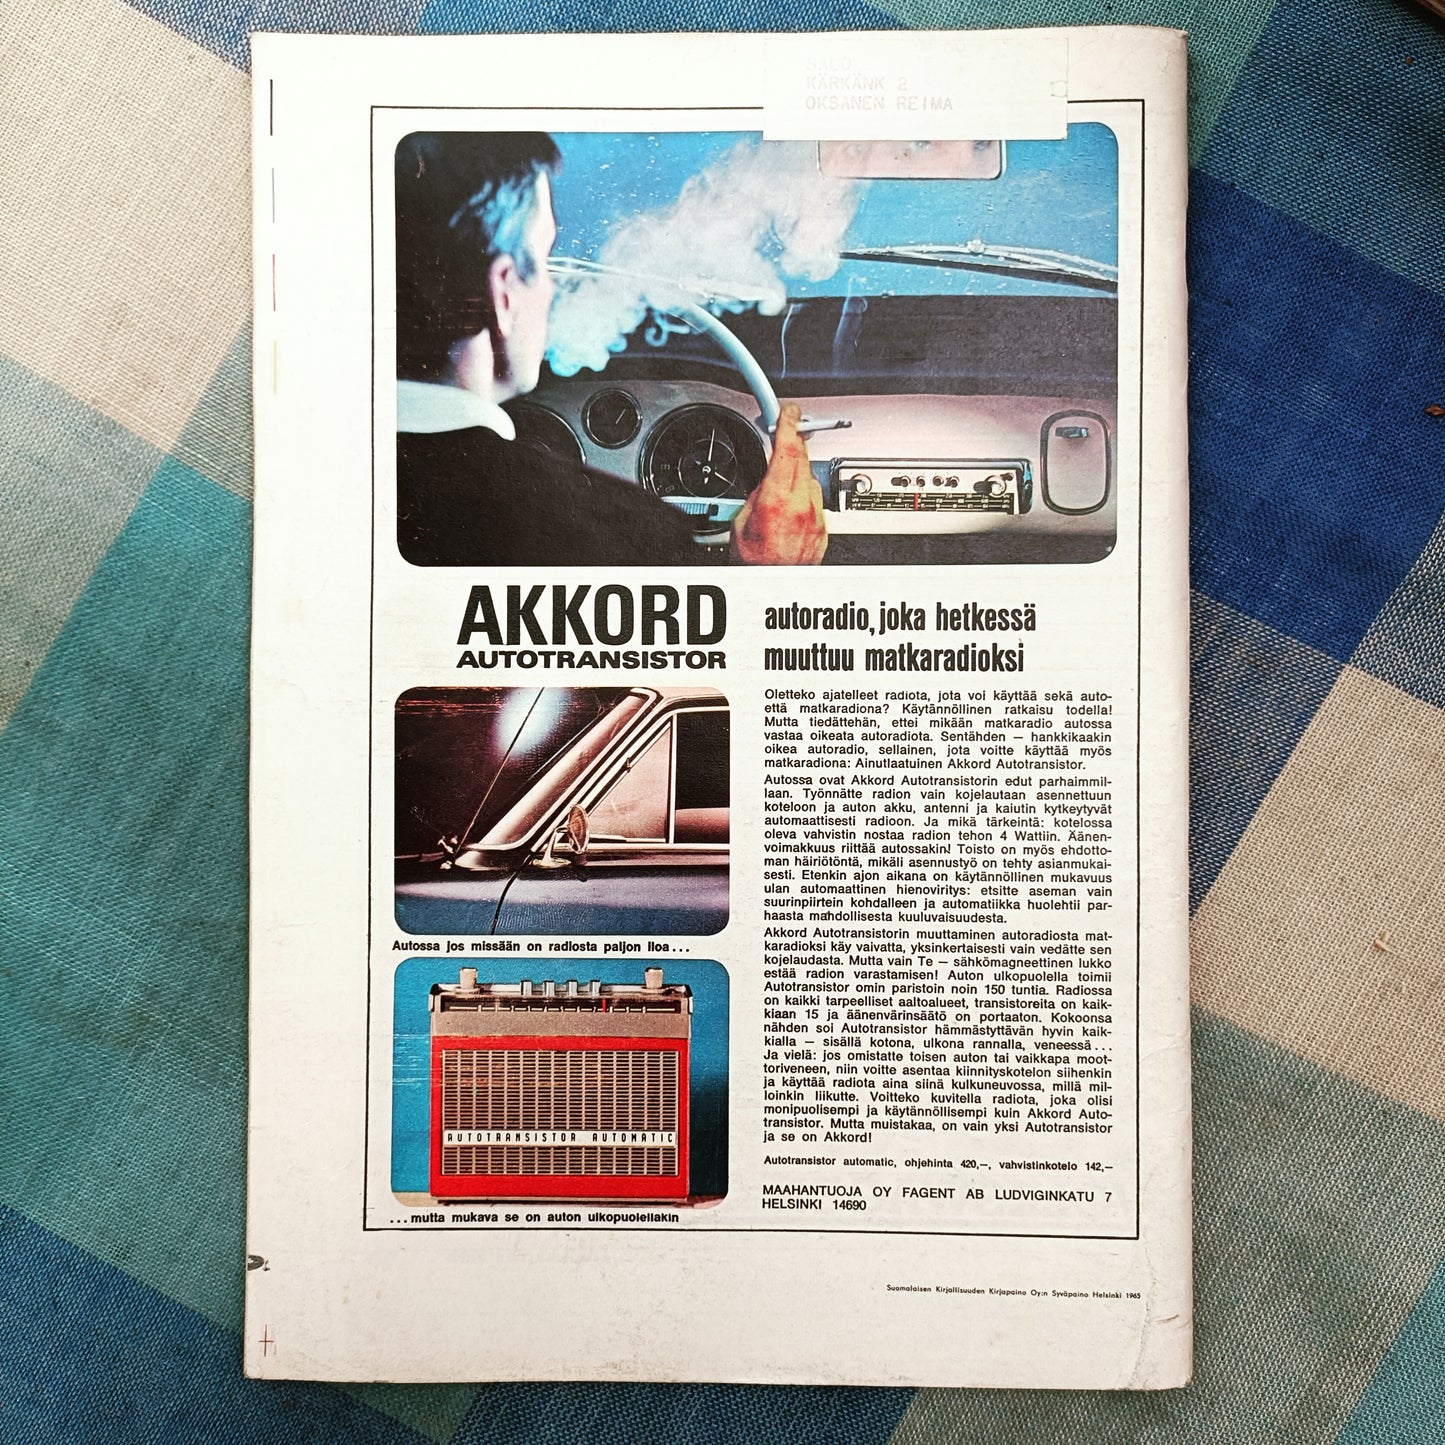 SALO
KÄRKÄNK 2
OKSANEN REIMA
AKKORD
AUTOTRANSISTOR
autoradio, joka hetkessä
muuttuu matkaradioksi
Oletteko ajatelleet radiota, jota voi käyttää sekä auto-
että matkaradiona? Käytännöllinen ratkaisu todella!
Mutta tiedättehän, ettei mikään matkaradio autossa
vastaa oikeata autoradiota. Sentähden — hankkikaakin
oikea autoradio, sellainen, jota voitte käyttää myös
matkaradiona: Ainutlaatuinen Akkord Autotransistor.
Autossa ovat Akkord Autotransistorin edut parhaimmil-
laan. Työnnätte radion vain kojelautaan asennettuun
koteloon ja auton akku, antenni ja kaiutin kytkeytyvät
automaattisesti radioon. Ja mikä tärkeintä: kotelossa
oleva vahvistin nostaa radion tehon 4 Wattiin. Äänen-
voimakkuus riittää autossakin! Toisto on myös ehdotto-
man häiriötöntä, mikäli asennustyö on tehty asianmukai-
sesti. Etenkin ajon aikana on käytännöllinen mukavuus
ulan automaattinen hienoviritys: etsitte aseman vain
suurinpiirtein kohdalleen ja automatiikka huolehtii par-
haasta mahdollisesta kuuluvaisuudesta.
Akkord Autotransistorin muuttaminen autoradiosta mat-
karadioksi käy vaivatta, yksinkertaisesti vain vedätte sen
kojelaudasta. Mutta vain Te — sähkömagneettinen lukko
estää radion varastamisen! Auton ulkopuolella toimii
Autotransistor omin paristoin noin 150 tuntia. Radiossa
on kaikki tarpeelliset aaltoalueet, transistoreita on kaik-
kiaan 15 ja äänenvärinsäätö on portaaton. Kokoonsa
nähden soi Autotransistor hämmästyttävän hyvin kaik-
kialla — sisällä kotona, ulkona rannalla, veneessä...
Ja vielä: jos omistatte toisen auton tai vaikkapa moot-
toriveneen, niin voitte asentaa kiinnityskotelon siihenkin
ja käyttää radiota aina siinä kulkuneuvossa, millä mil-
loinkin liikutte. Voitteko kuvitella radiota, joka olisi
monipuolisempi ja käytännöllisempi kuin Akkord Auto-
transistor. Mutta muistakaa, on vain yksi Autotransistor
ja se on Akkord!
Autotransistor automatic, ohjehinta 420,—, vahvistinkotelo 142,—
MAAHANTUOJA OY FAGENT AB LUDVIGINKATU 7
HELSINKI 14690
Autossa jos missään on radiosta paljon iloa...
AUTOTRANSISTOR AUTOMATIC
...mutta mukava se on auton ulkopuolellakin
Suomalaisen Kirjallisuuden Kirjapaino Oy:n Syväpaino Helsinki 1965